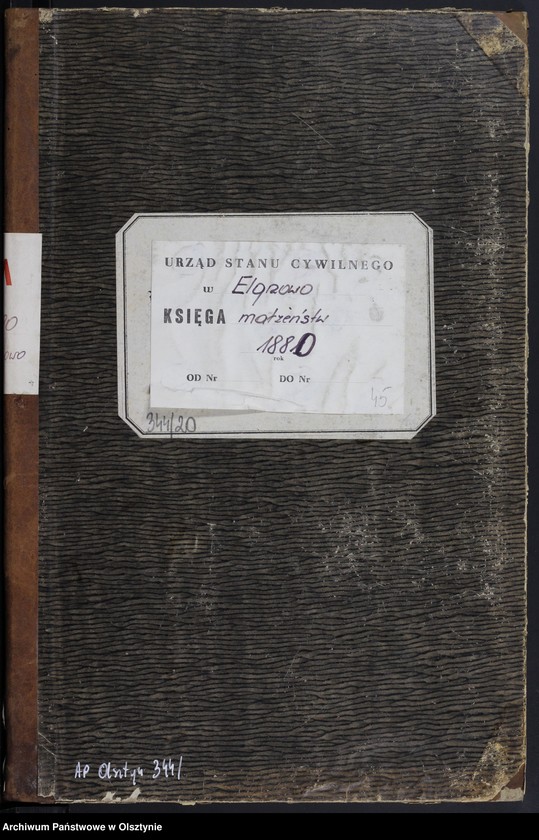 URZĄD STANU CYWILNEGO
w Elgnowo
KSIĘGA małżeństw
1880
rok
OD Nr DO Nr
45
344/20
AP Olsztyn 344/
Archiwum Państwowe w Olsztynie